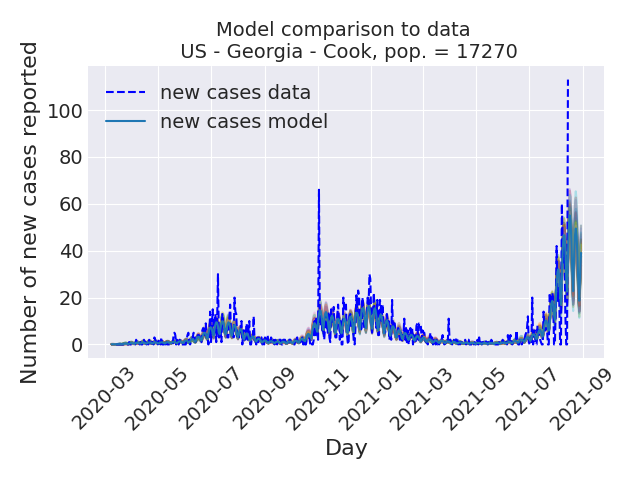 Model comparison to data
US - Georgia - Cook, pop. = 17270
new cases data
new cases model
Number of new cases reported
100
80
60
40
20
0
2020-03
2020-05
2020-07
2020-09
2020-11
2021-01
2021-03
2021-05
2021-07
2021-09
Day